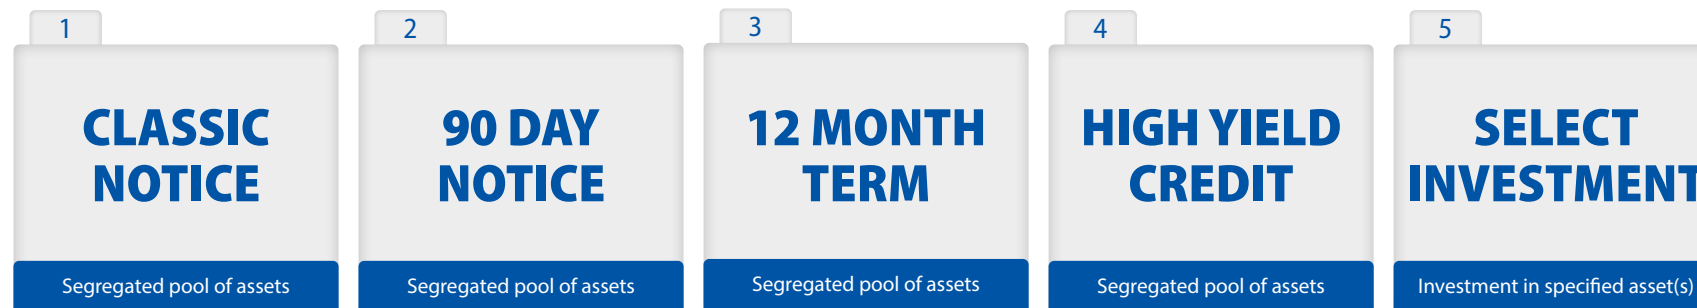 1
CLASSIC
NOTICE
Segregated pool of assets
2
90 DAY
NOTICE
Segregated pool of assets
3
12 MONTH
TERM
Segregated pool of assets
4
HIGH YIELD
CREDIT
Segregated pool of assets
5
SELECT
INVESTMENT
Investment in specified asset(s)